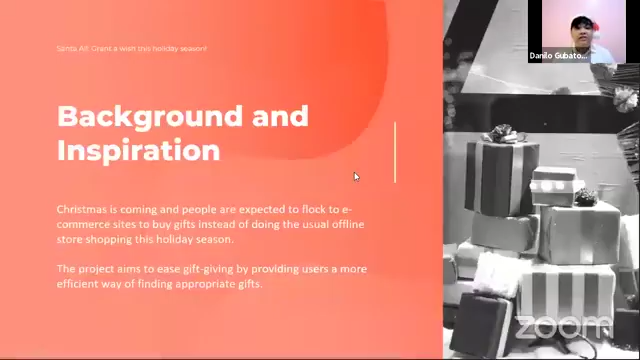 Santa AI: Grant a wish this holiday season!
Background and
Inspiration
Christmas is coming and people are expected to flock to e-
commerce sites to buy gifts instead of doing the usual offline
store shopping this holiday season.
The project aims to ease gift-giving by providing users a more
efficient way of finding appropriate gifts.
Danilo Gubato...
zoom